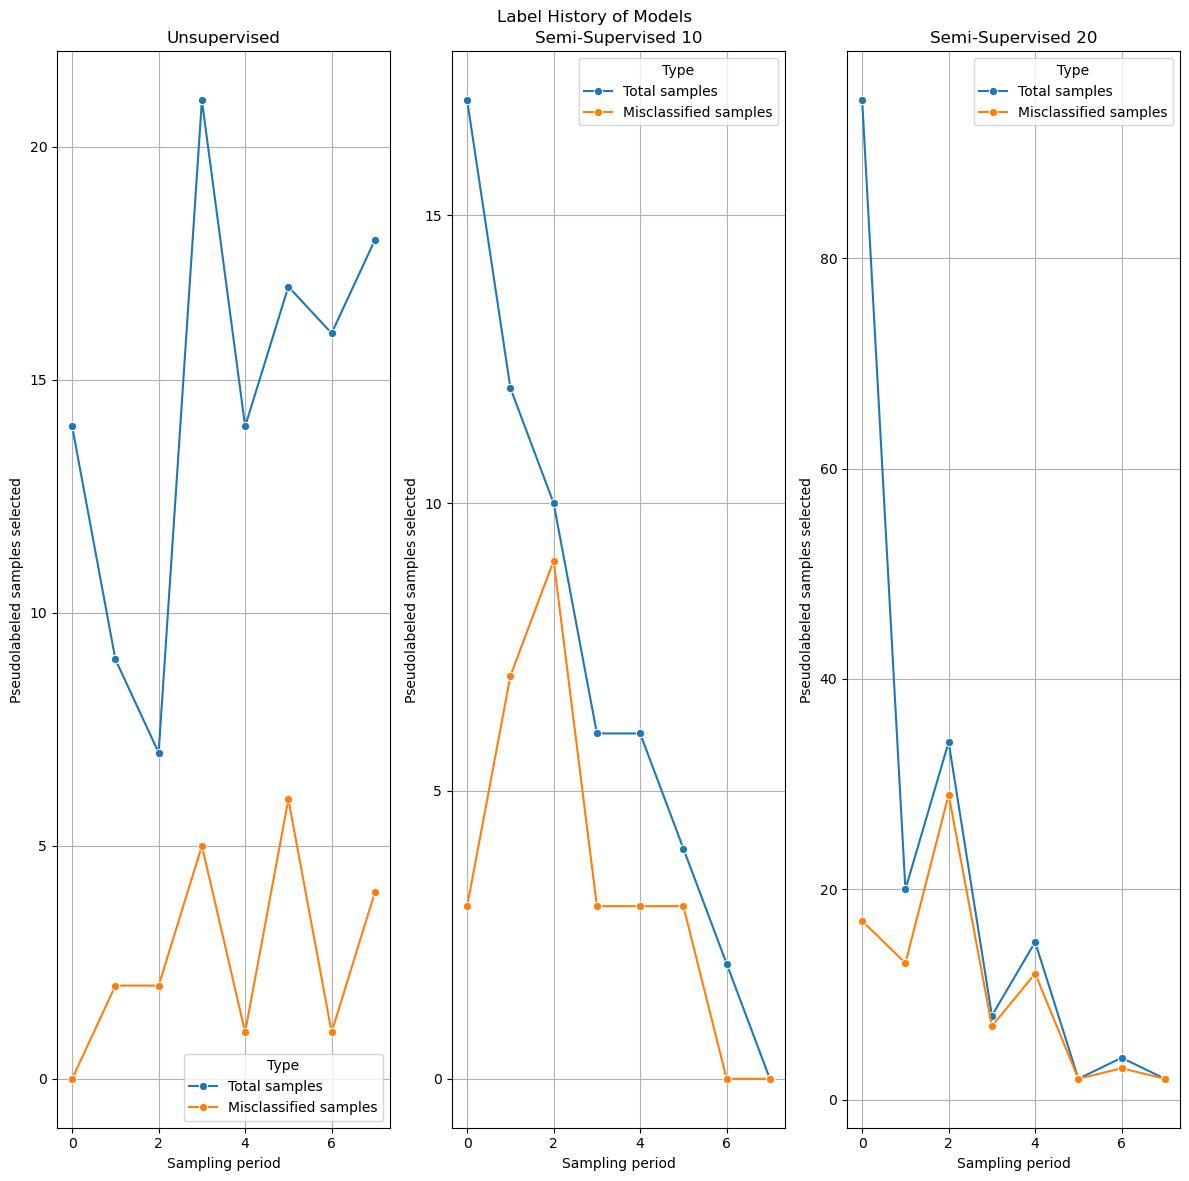 Label History of Models
Unsupervised
Pseudolabeled samples selected
20
15
10
5
0
0 2 4 6
Sampling period
Type
Total samples
Misclassified samples
Semi-Supervised 10
Pseudolabeled samples selected
15
10
5
0
0 2 4 6
Sampling period
Type
Total samples
Misclassified samples
Semi-Supervised 20
Pseudolabeled samples selected
80
60
40
20
0
0 2 4 6
Sampling period
Type
Total samples
Misclassified samples